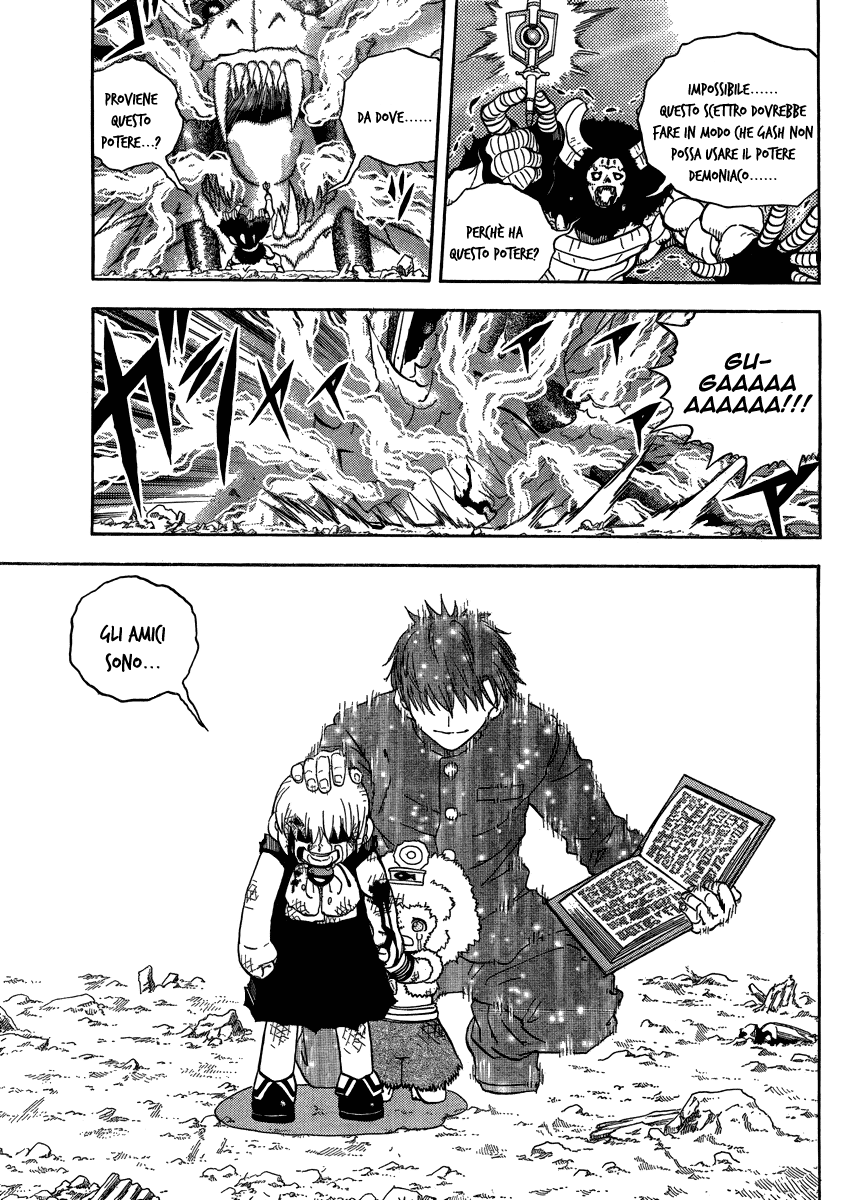 IMPOSSIBILE......
QUESTO SCETTRO DOVREBBE
FARE IN MODO CHE GASH NON
POSSA USARE IL POTERE
DEMONIACO......
PERCHÈ HA
QUESTO POTERE?
DA DOVE......
PROVIENE
QUESTO
POTERE...?
GU-
GAAAAA
AAAAAA!!!
GLI AMICI
SONO...